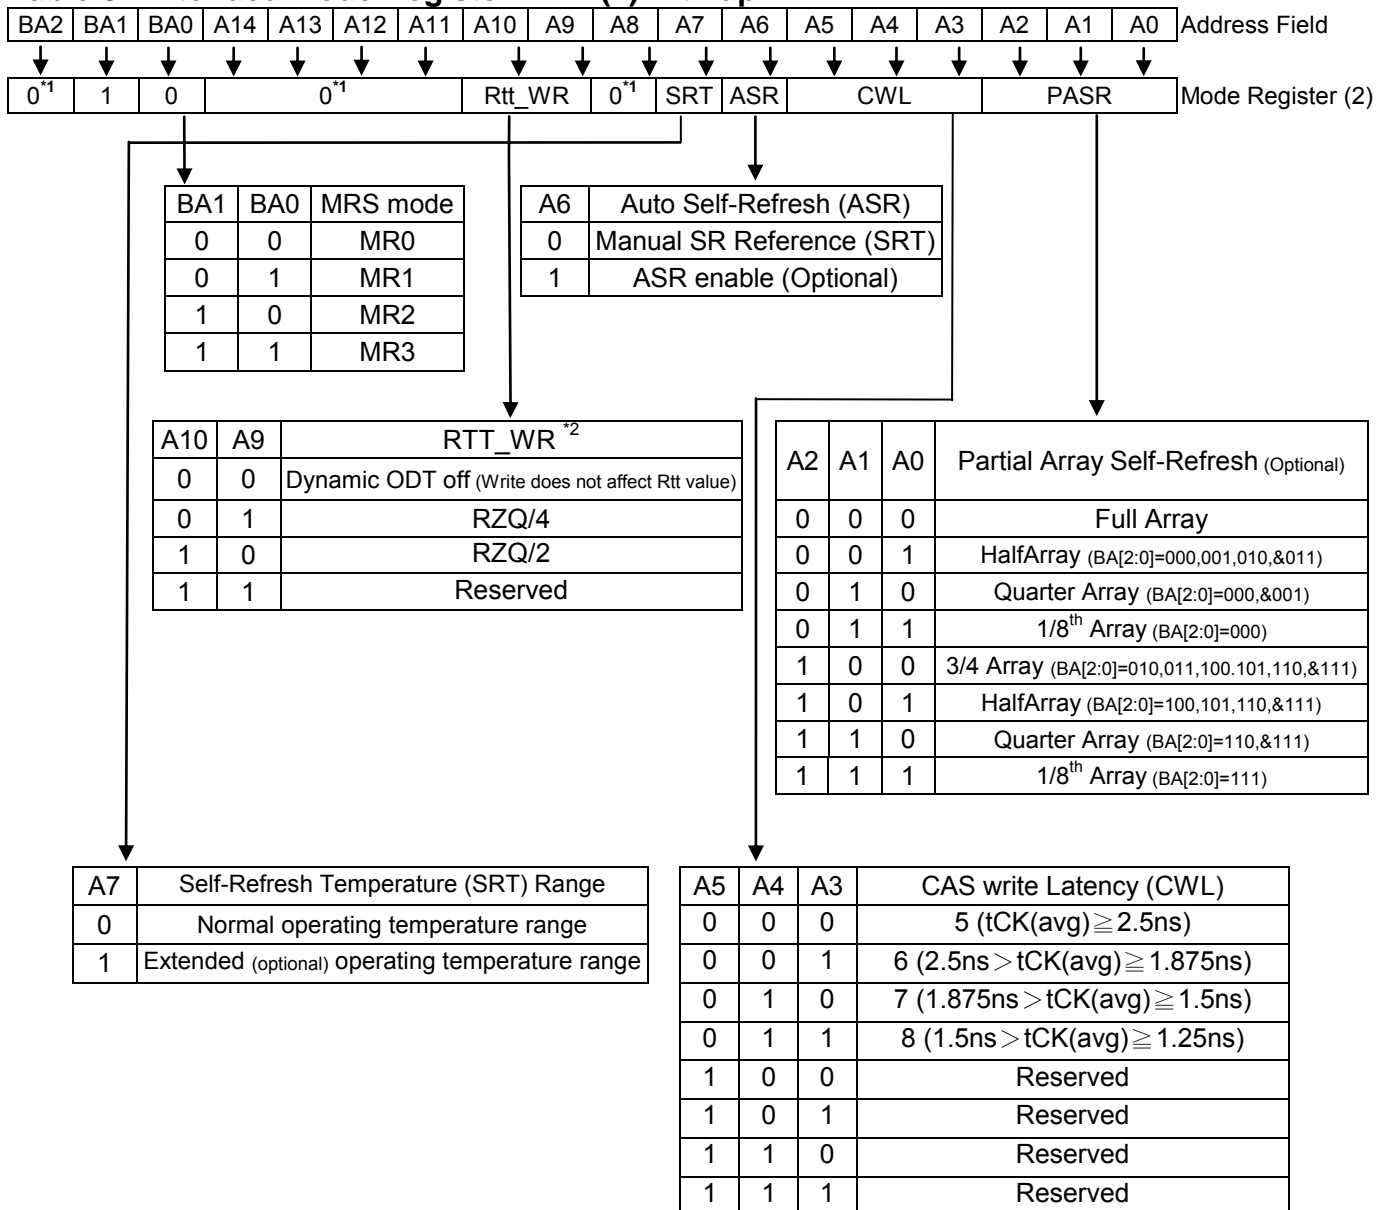 BA2 BA1 BA0 A14 A13 A12 A11 A10 A9 A8 A7 A6 A5 A4 A3 A2 A1 A0 Address Field
0*1 1 0 0*1 Rtt_WR 0*1 SRT ASR CWL PASR Mode Register (2)
BA1 BA0 MRS mode
0 0 MR0
0 1 MR1
1 0 MR2
1 1 MR3
A6 Auto Self-Refresh (ASR)
0 Manual SR Reference (SRT)
1 ASR enable (Optional)
A10 A9 RTT_WR *2
0 0 Dynamic ODT off (Write does not affect Rtt value)
0 1 RZQ/4
1 0 RZQ/2
1 1 Reserved
A2 A1 A0 Partial Array Self-Refresh (Optional)
0 0 0 Full Array
0 0 1 HalfArray (BA[2:0]=000,001,010,&011)
0 1 0 Quarter Array (BA[2:0]=000,&001)
0 1 1 1/8th Array (BA[2:0]=000)
1 0 0 3/4 Array (BA[2:0]=010,011,100.101,110,&111)
1 0 1 HalfArray (BA[2:0]=100,101,110,&111)
1 1 0 Quarter Array (BA[2:0]=110,&111)
1 1 1 1/8th Array (BA[2:0]=111)
A7 Self-Refresh Temperature (SRT) Range
0 Normal operating temperature range
1 Extended (optional) operating temperature range
A5 A4 A3 CAS write Latency (CWL)
0 0 0 5 (tCK(avg)≧2.5ns)
0 0 1 6 (2.5ns>tCK(avg)≧1.875ns)
0 1 0 7 (1.875ns>tCK(avg)≧1.5ns)
0 1 1 8 (1.5ns>tCK(avg)≧1.25ns)
1 0 0 Reserved
1 0 1 Reserved
1 1 0 Reserved
1 1 1 Reserved